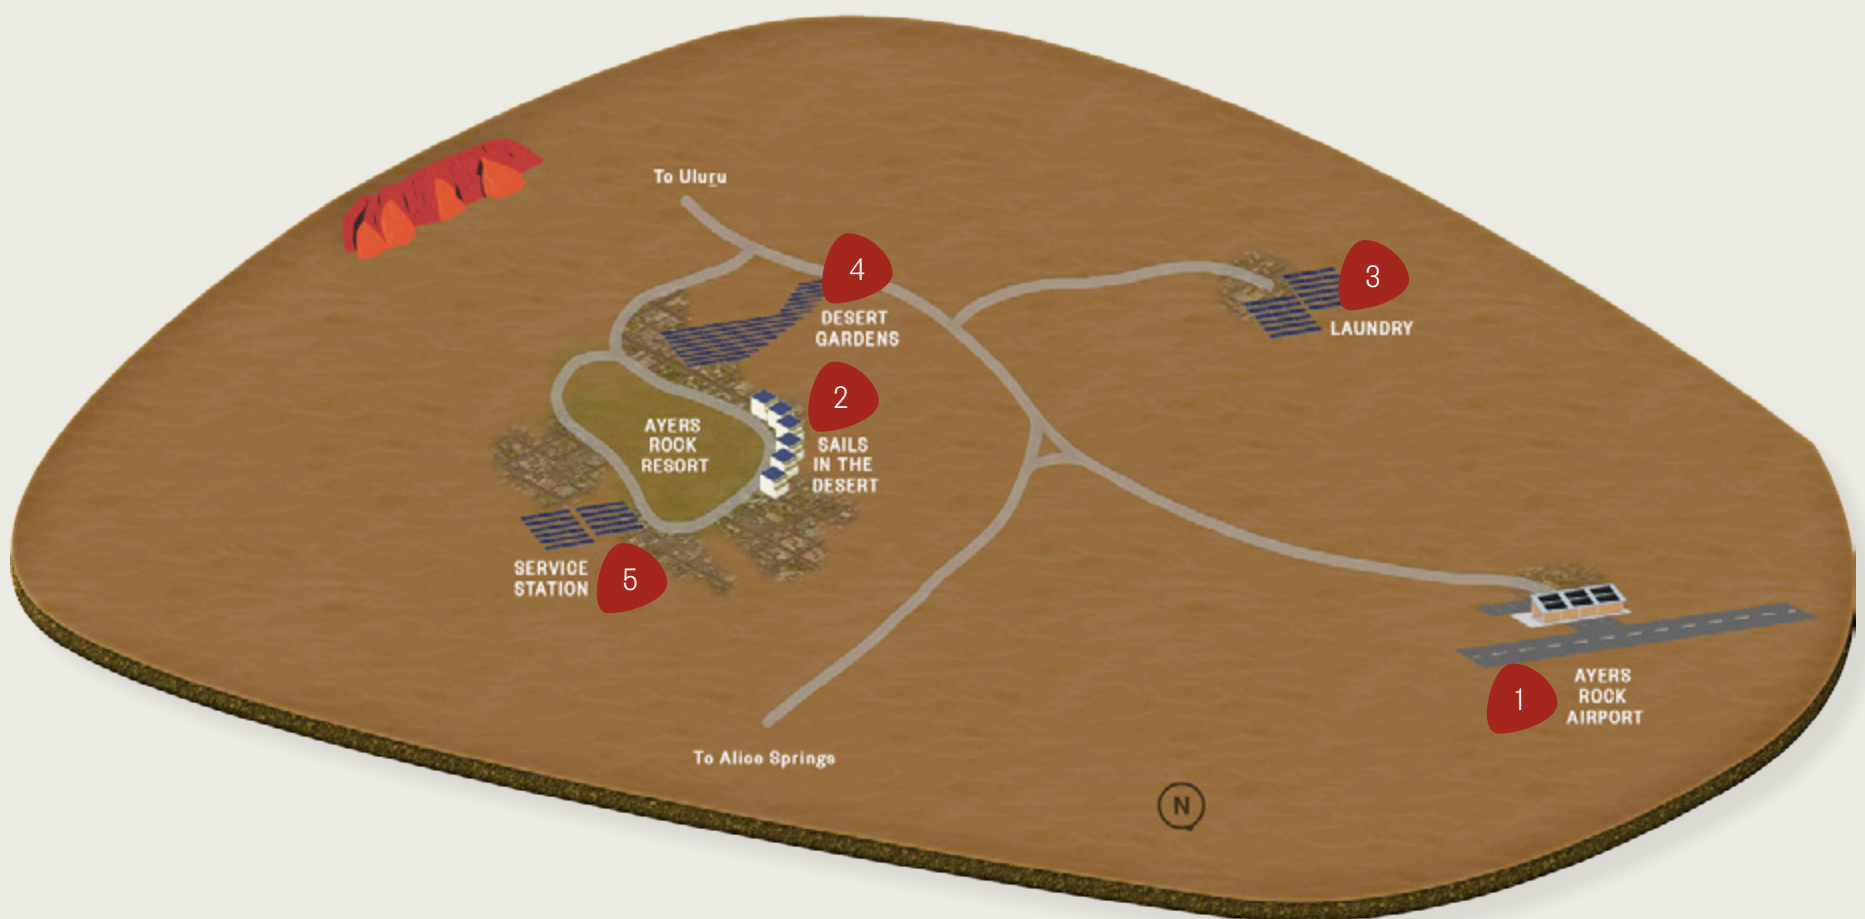 To Uluṟu
4
3
DESERT
GARDENS
LAUNDRY
2
AYERS
ROCK
RESORT
SAILS
IN THE
DESERT
SERVICE
STATION
5
1
AYERS
ROCK
AIRPORT
To Alice Springs
N